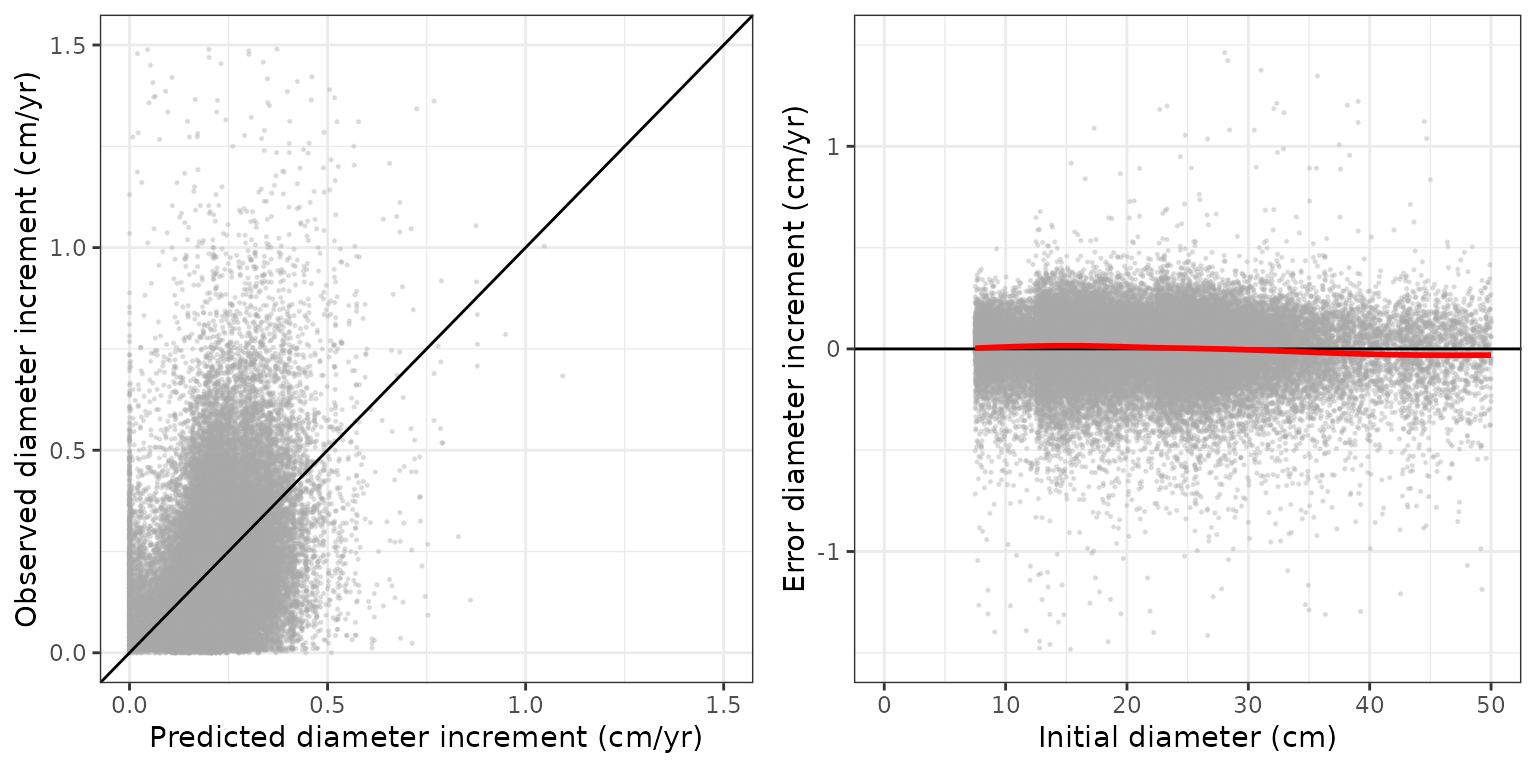 Observed diameter increment (cm/yr)
1.5
1.0
0.5
0.0
0.0 0.5 1.0 1.5
Predicted diameter increment (cm/yr)
Error diameter increment (cm/yr)
1
0
-1
0 10 20 30 40 50
Initial diameter (cm)